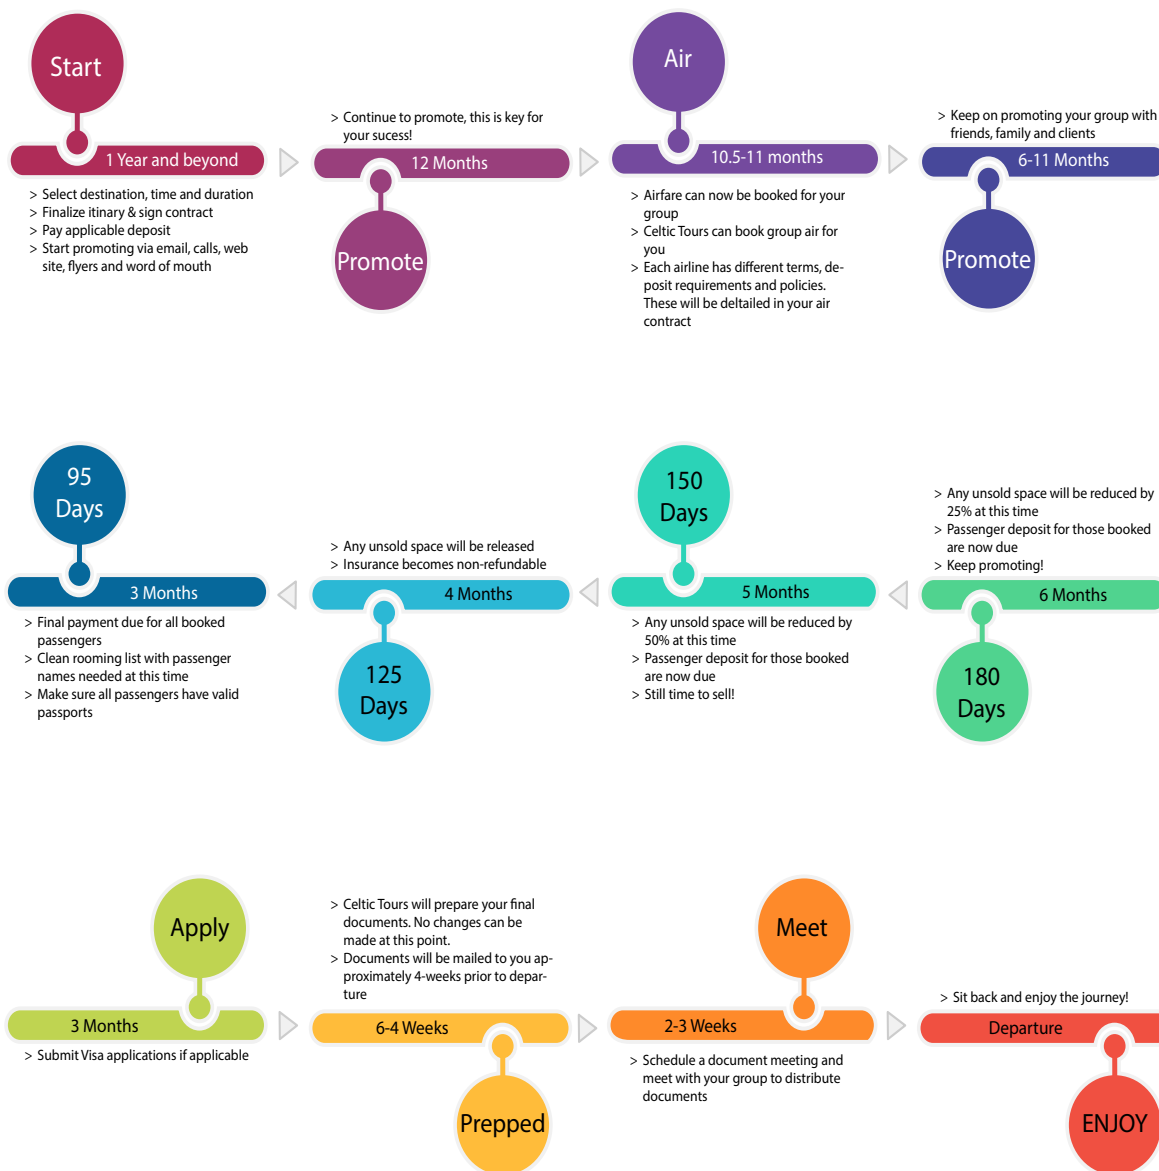 Start
1 Year and beyond
> Select destination, time and duration
> Finalize itinary & sign contract
> Pay applicable deposit
> Start promoting via email, calls, web
site, flyers and word of mouth
> Continue to promote, this is key for
your sucess!
12 Months
Promote
Air
10.5-11 months
> Airfare can now be booked for your
group
> Celtic Tours can book group air for
you
> Each airline has different terms, de-
posit requirements and policies.
These will be deltailed in your air
contract
> Keep on promoting your group with
friends, family and clients
6-11 Months
Promote
95
Days
3 Months
> Final payment due for all booked
passengers
> Clean rooming list with passenger
names needed at this time
> Make sure all passengers have valid
passports
> Any unsold space will be released
> Insurance becomes non-refundable
4 Months
125
Days
150
Days
5 Months
> Any unsold space will be reduced by
50% at this time
> Passenger deposit for those booked
are now due
> Still time to sell!
> Any unsold space will be reduced by
25% at this time
> Passenger deposit for those booked
are now due
> Keep promoting!
6 Months
180
Days
Apply
3 Months
> Submit Visa applications if applicable
> Celtic Tours will prepare your final
documents. No changes can be
made at this point.
> Documents will be mailed to you ap-
proximately 4-weeks prior to depar-
ture
6-4 Weeks
Prepped
Meet
2-3 Weeks
> Schedule a document meeting and
meet with your group to distribute
documents
> Sit back and enjoy the journey!
Departure
ENJOY